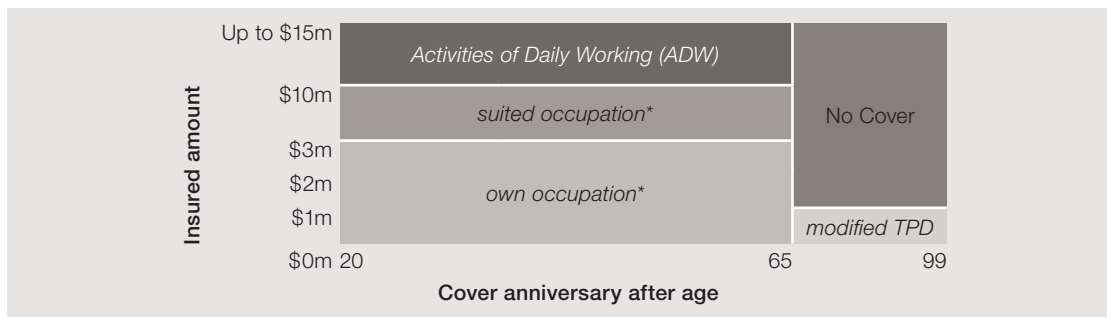 Up to $15m
Activities of Daily Working (ADW)
$10m
suited occupation*
No Cover
$3m
$2m
own occupation*
$1m
modified TPD
Insured amount
$0m 20
65
99
Cover anniversary after age